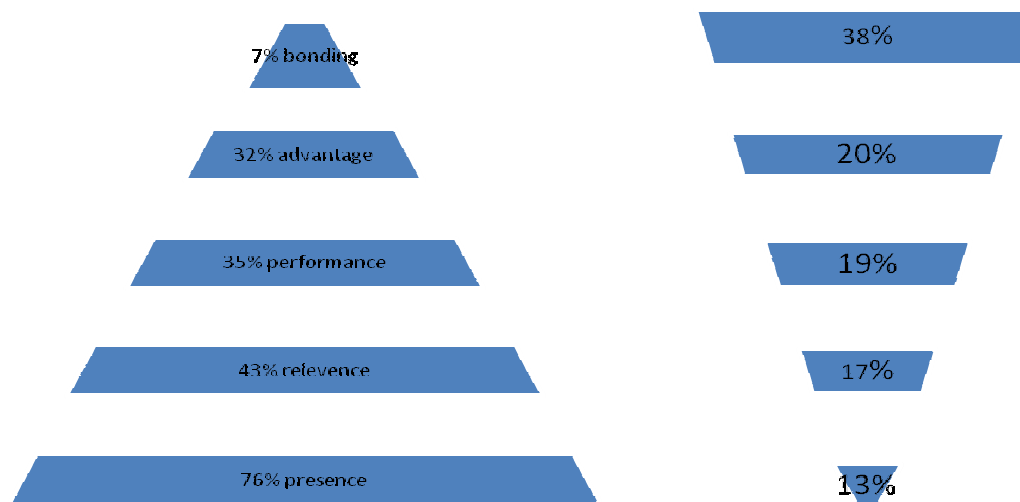 7% bonding
38%
32% advantage
20%
35% performance
19%
43% relevence
17%
76% presence
13%